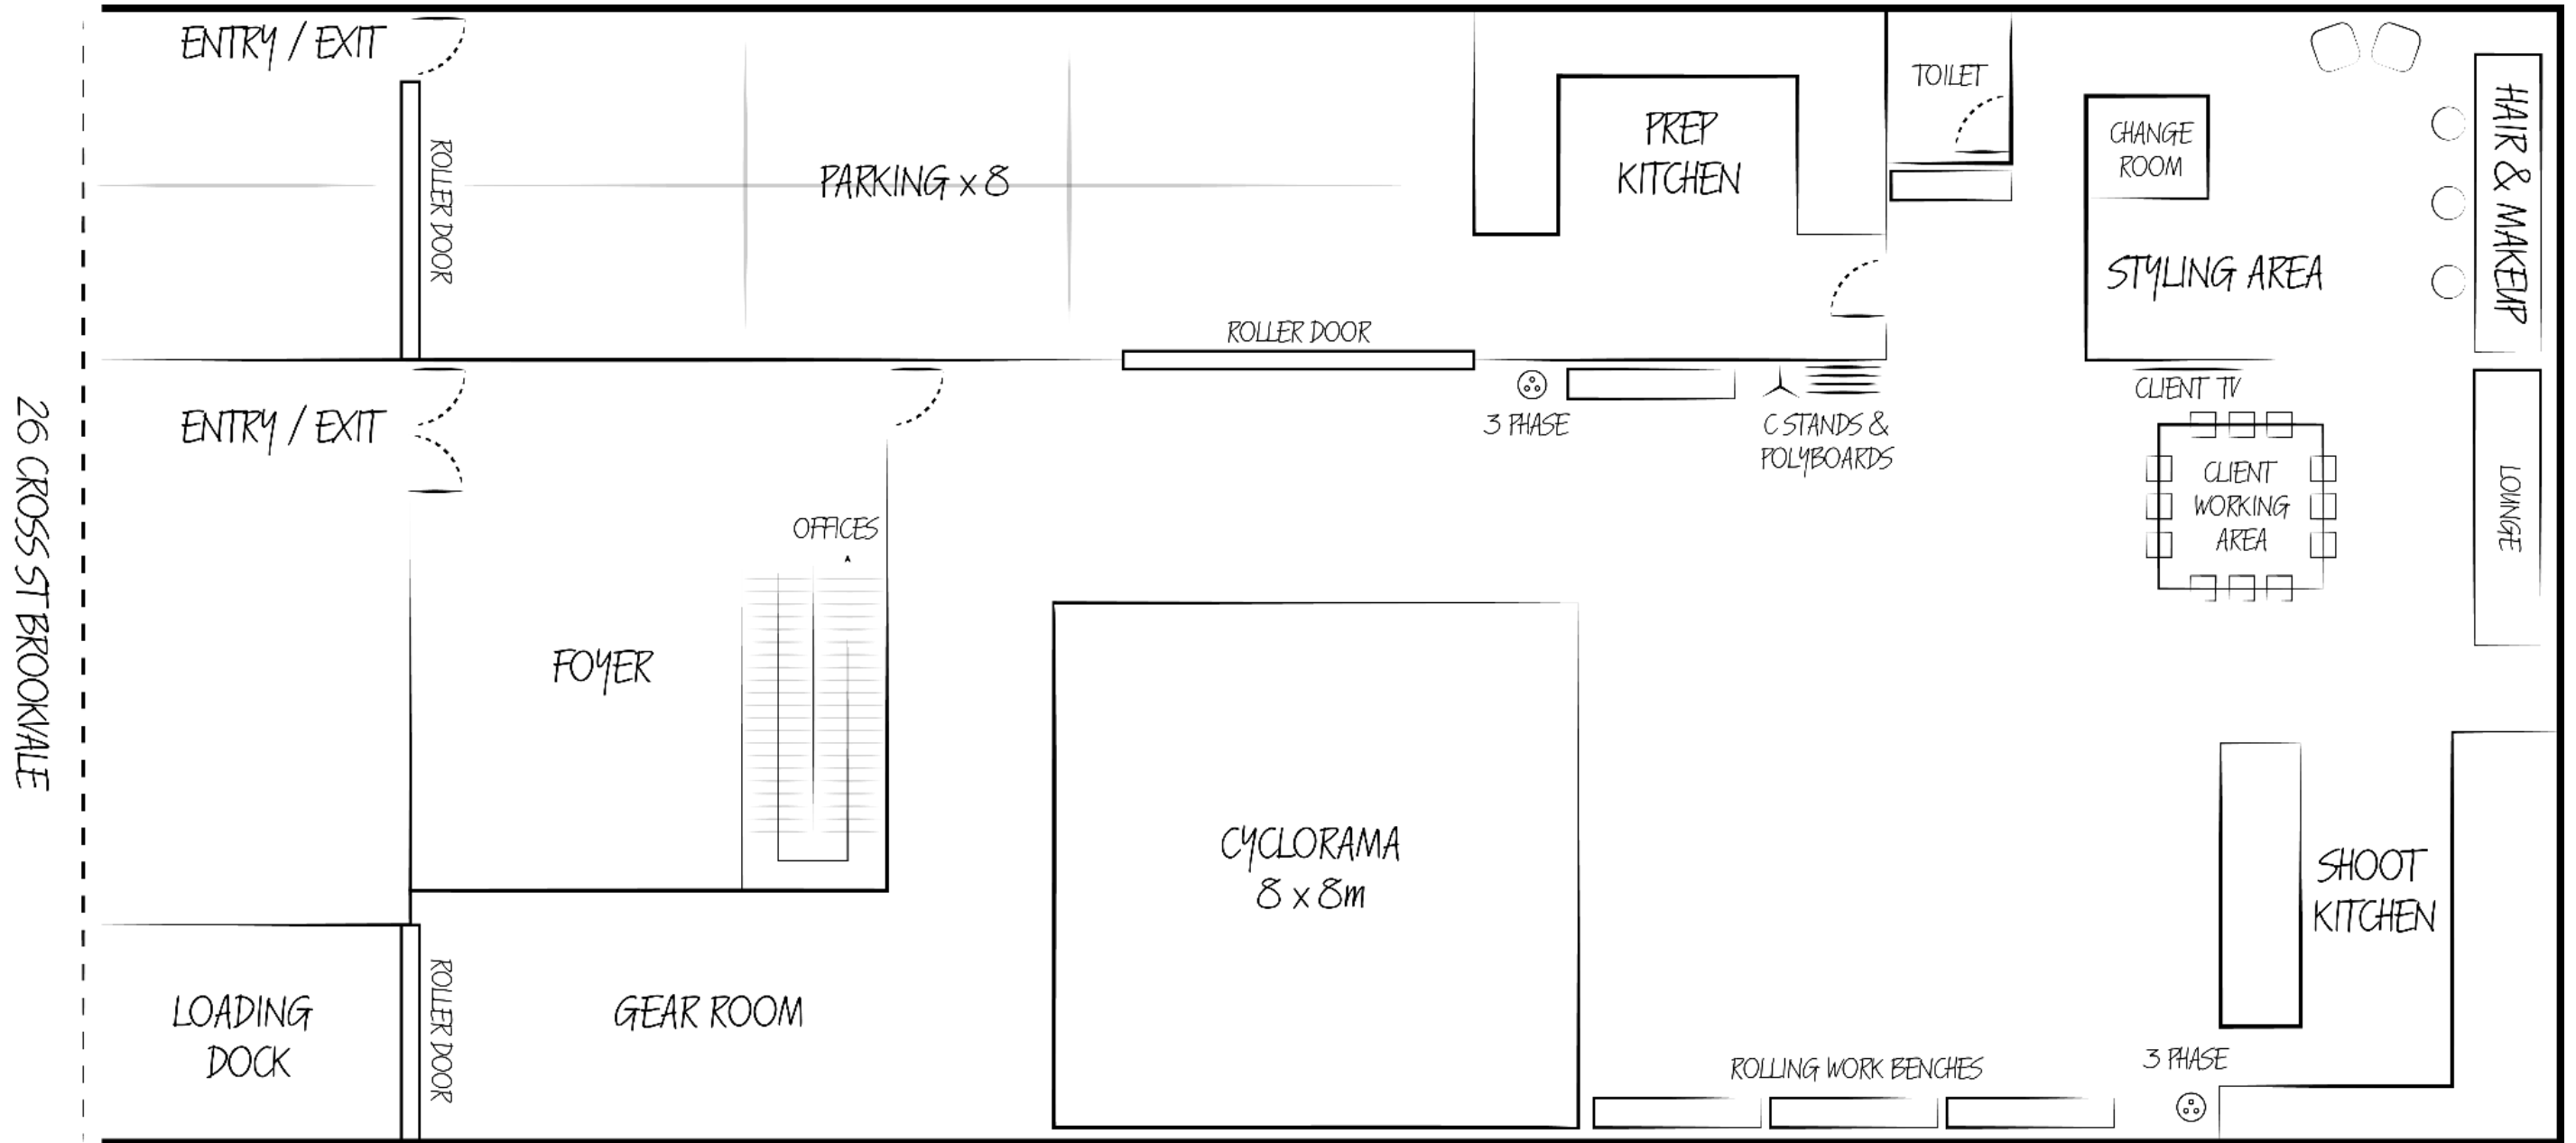 ENTRY / EXIT
ROLLER DOOR
PARKING x 8
PREP
KITCHEN
TOILET
CHANGE
ROOM
STYLING AREA
HAIR & MAKEUP
ROLLER DOOR
3 PHASE
C STANDS &
POLYBOARDS
CLIENT TV
CLIENT
WORKING
AREA
LOUNGE
26 CROSS ST BROOKVALE
ENTRY / EXIT
OFFICES
FOYER
CYCLORAMA
8 x 8m
SHOOT
KITCHEN
LOADING
DOCK
ROLLER DOOR
GEAR ROOM
ROLLING WORK BENCHES
3 PHASE